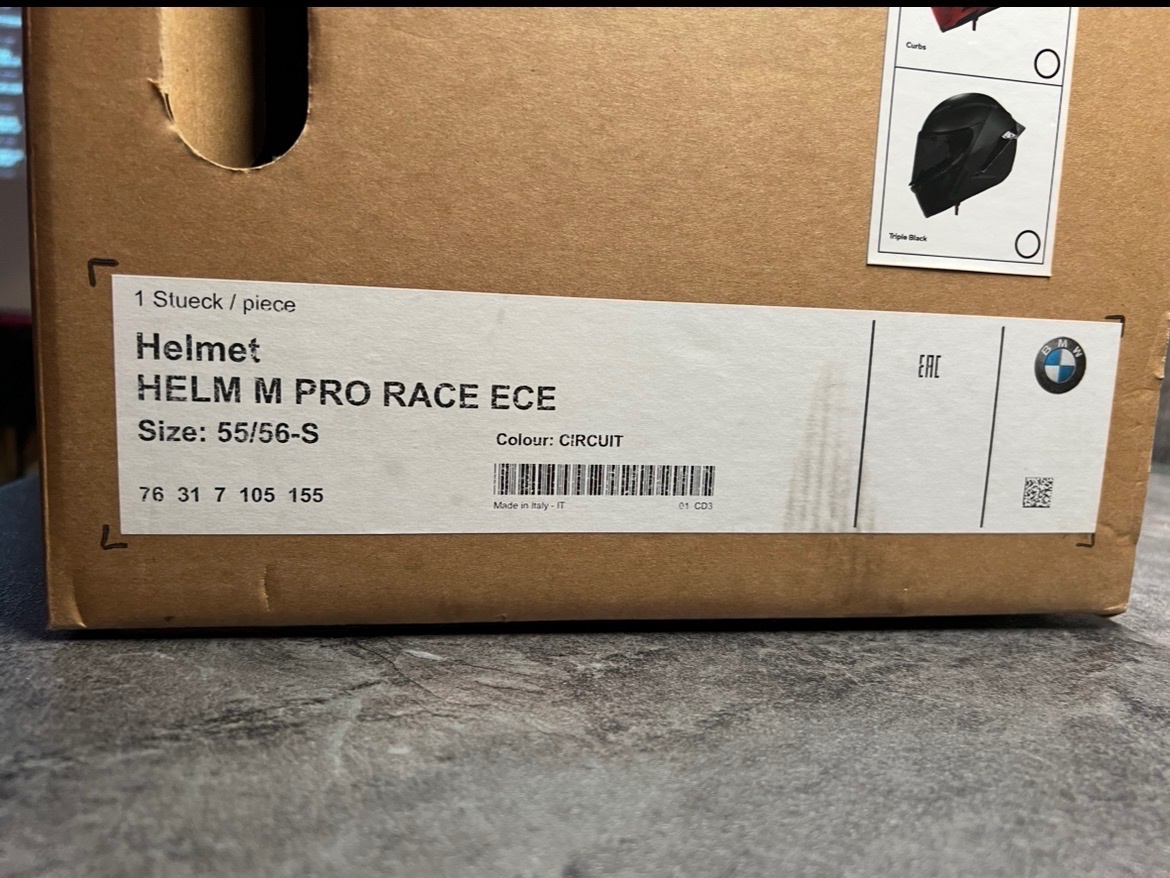 Curbs
Triple Black
1 Stueck / piece
Helmet
HELM M PRO RACE ECE
Size: 55/56-S
Colour: CIRCUIT
76 31 7 105 155
Made in Italy - IT
01 CD3
EAC
BMW